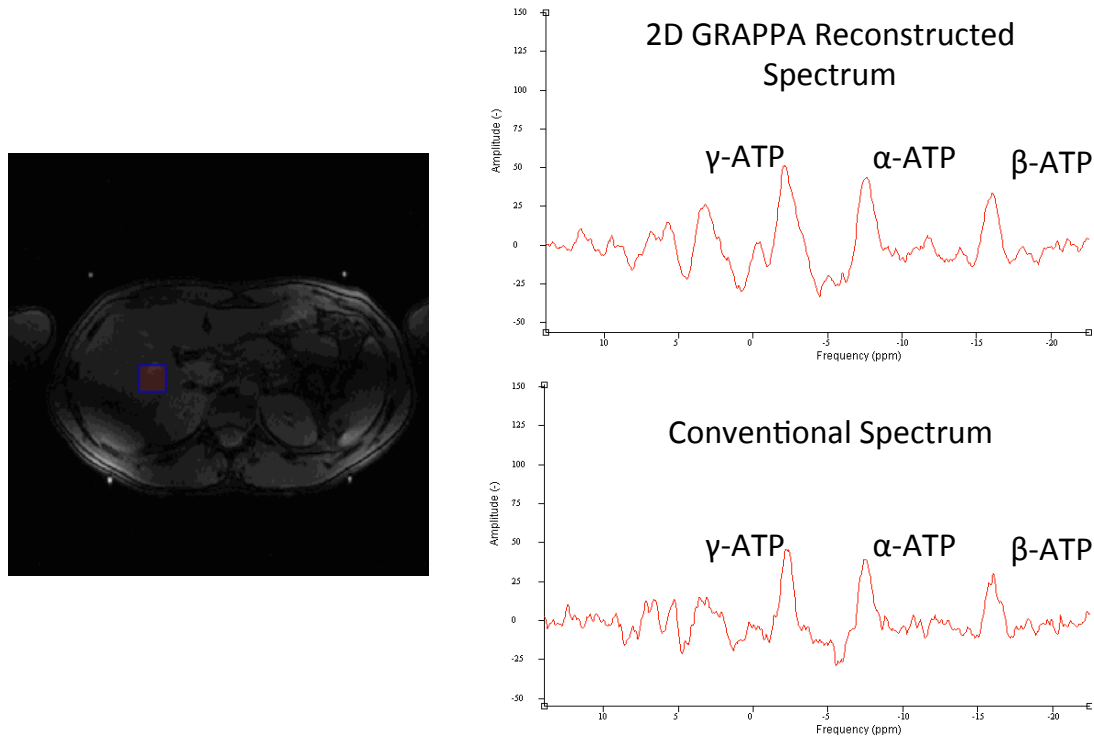 2D GRAPPA Reconstructed
Spectrum
150
125
100
75
50
25
0
-25
-50
Amplitude (-)
γ-ATP
α-ATP
β-ATP
10
5
0
-5
-10
-15
-20
Frequency (ppm)
Conventional Spectrum
150
125
100
75
50
25
0
-25
-50
Amplitude (-)
γ-ATP
α-ATP
β-ATP
10
5
0
-5
-10
-15
-20
Frequency (ppm)